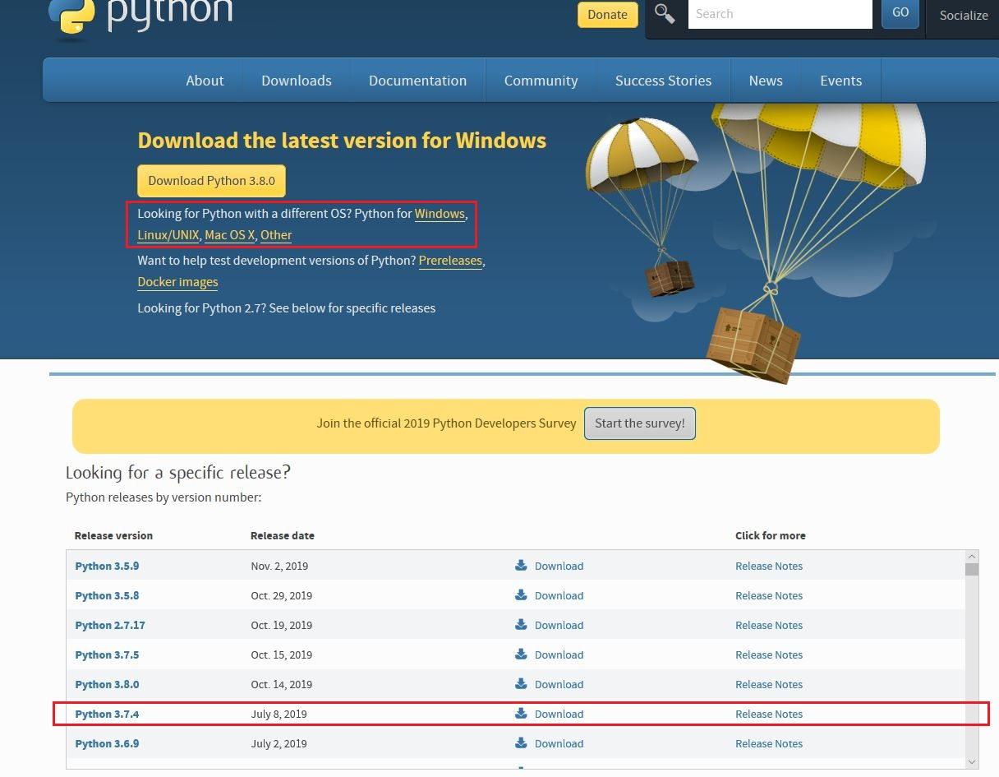 python
Donate
Search
GO
Socialize
About Downloads Documentation Community Success Stories News Events
Download the latest version for Windows
Download Python 3.8.0
Looking for Python with a different OS? Python for Windows,
Linux/UNIX, Mac OS X, Other
Want to help test development versions of Python? Prereleases,
Docker images
Looking for Python 2.7? See below for specific releases
Join the official 2019 Python Developers Survey Start the survey!
Looking for a specific release?
Python releases by version number:
Release version Release date Click for more
Python 3.5.9 Nov. 2, 2019 Download Release Notes
Python 3.5.8 Oct. 29, 2019 Download Release Notes
Python 2.7.17 Oct. 19, 2019 Download Release Notes
Python 3.7.5 Oct. 15, 2019 Download Release Notes
Python 3.8.0 Oct. 14, 2019 Download Release Notes
Python 3.7.4 July 8, 2019 Download Release Notes
Python 3.6.9 July 2, 2019 Download Release Notes